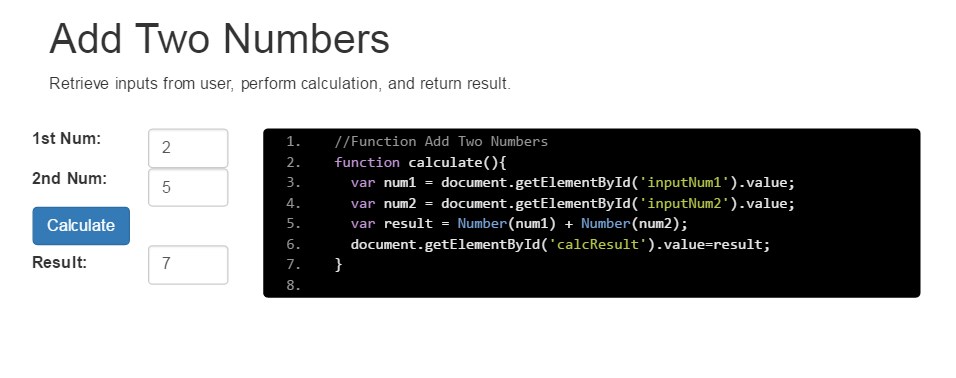 Add Two Numbers
Retrieve inputs from user, perform calculation, and return result.
1st Num:
2
2nd Num:
5
Calculate
Result:
7
1. //Function Add Two Numbers
2. function calculate(){
3. var num1 = document.getElementById('inputNum1').value;
4. var num2 = document.getElementById('inputNum2').value;
5. var result = Number(num1) + Number(num2);
6. document.getElementById('calcResult').value=result;
7. }
8.